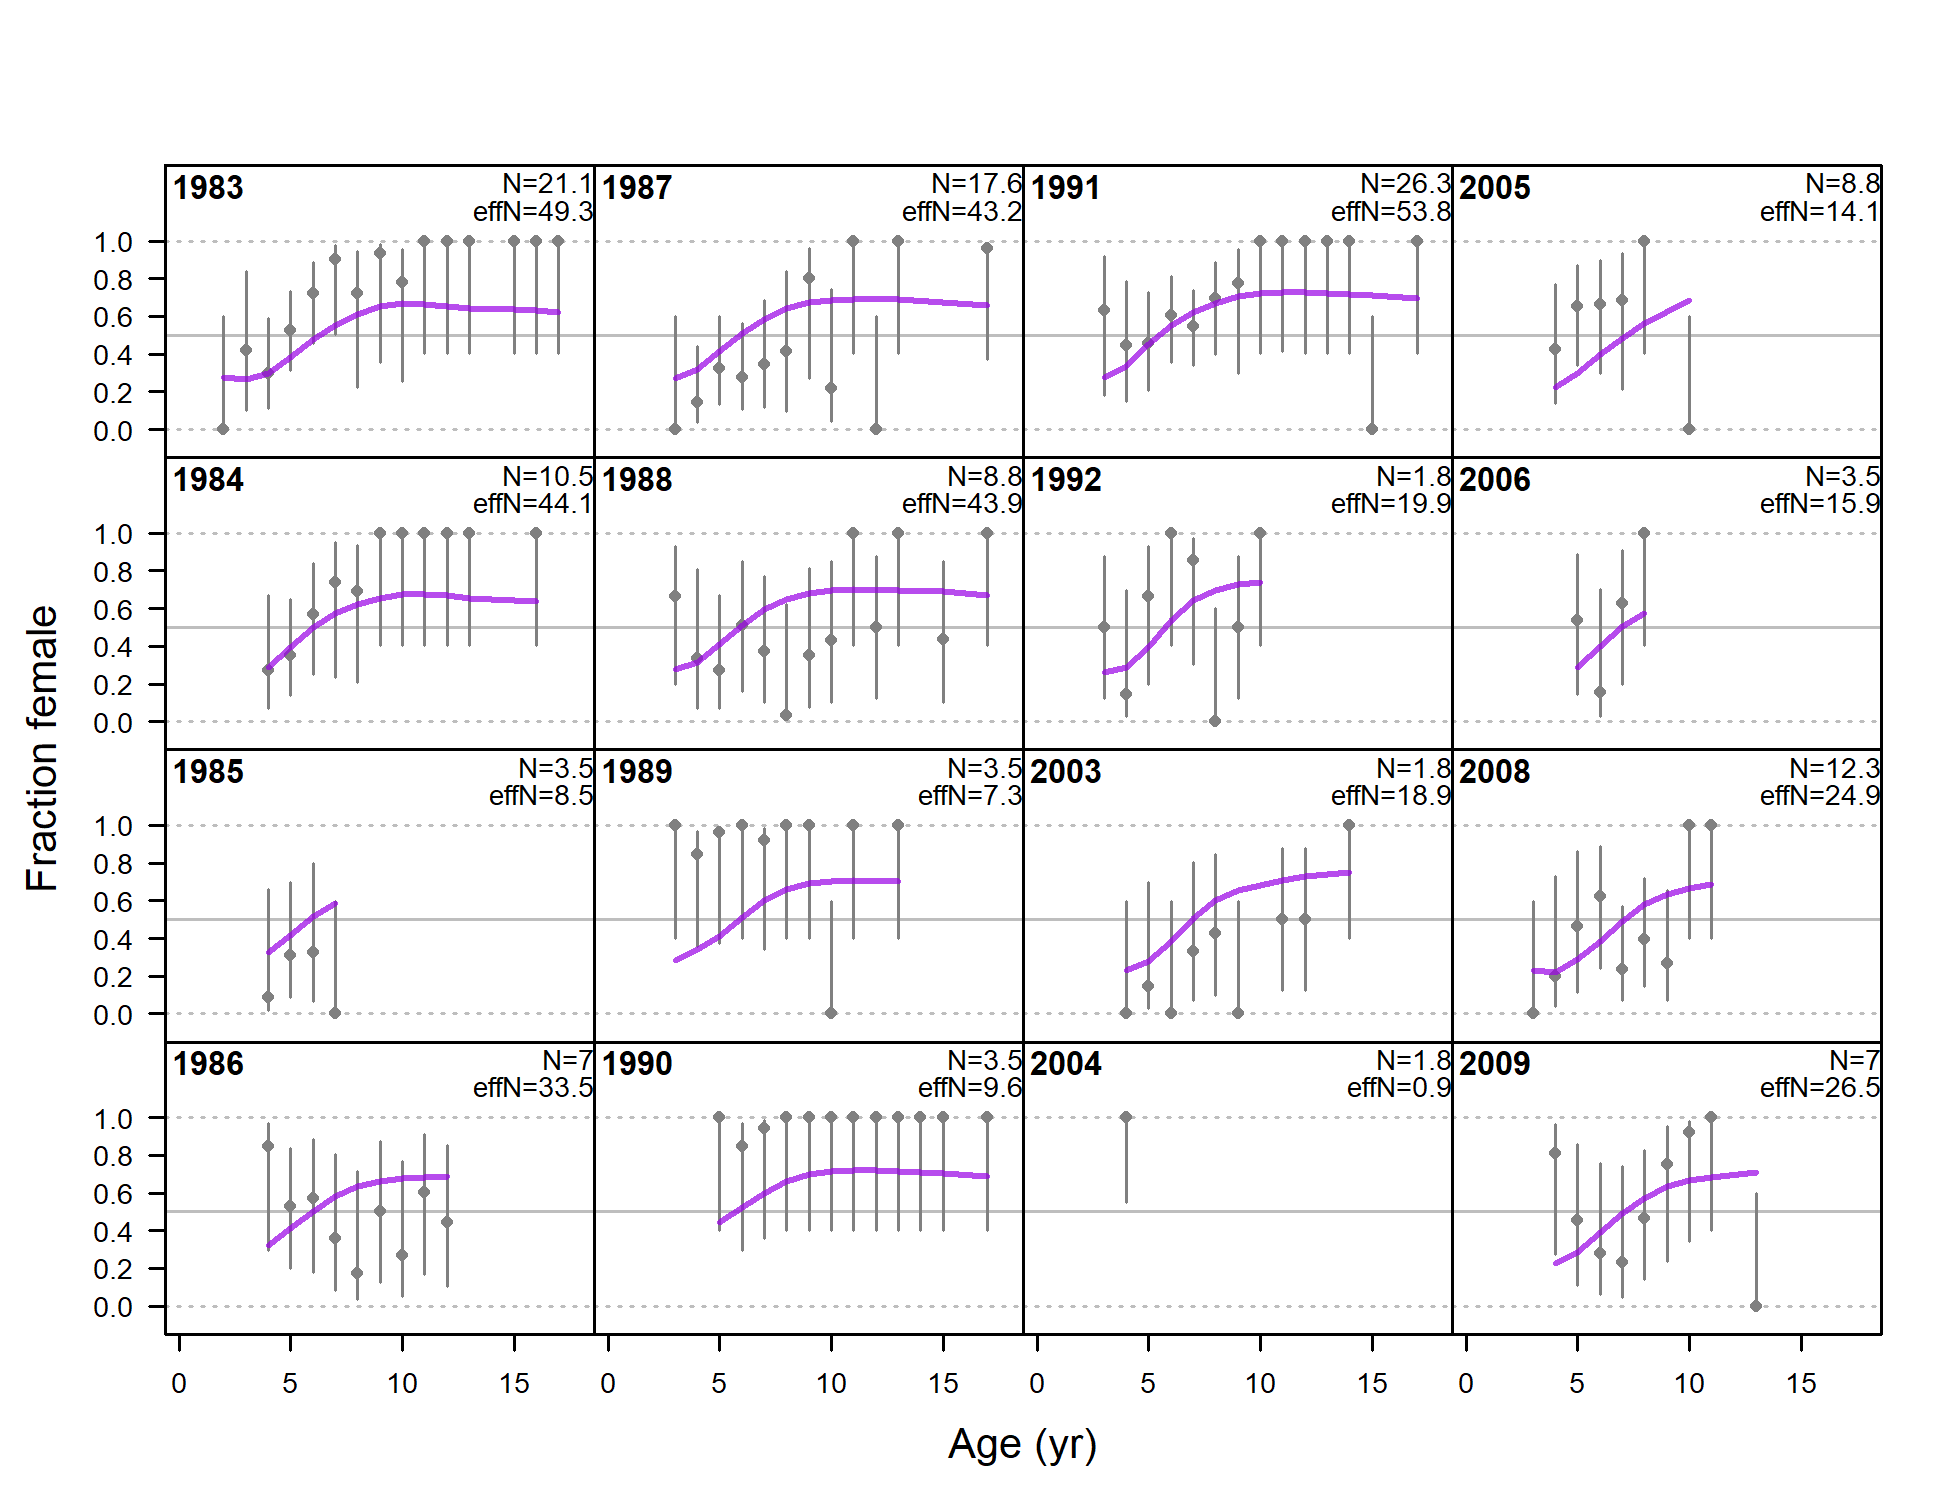 1983 N=21.1 1987 N=17.6 1991 N=26.3 2005 N=8.8
effN=49.3 effN=43.2 effN=53.8 effN=14.1
1.0
0.8
0.6
0.4
0.2
0.0
1984 N=10.5 1988 N=8.8 1992 N=1.8 2006 N=3.5
effN=44.1 effN=43.9 effN=19.9 effN=15.9
1.0
0.8
0.6
0.4
0.2
0.0
Fraction female
1985 N=3.5 1989 N=3.5 2003 N=1.8 2008 N=12.3
effN=8.5 effN=7.3 effN=18.9 effN=24.9
1.0
0.8
0.6
0.4
0.2
0.0
1986 N=7 1990 N=3.5 2004 N=1.8 2009 N=7
effN=33.5 effN=9.6 effN=0.9 effN=26.5
1.0
0.8
0.6
0.4
0.2
0.0
0 5 10 15 0 5 10 15 0 5 10 15 0 5 10 15
Age (yr)